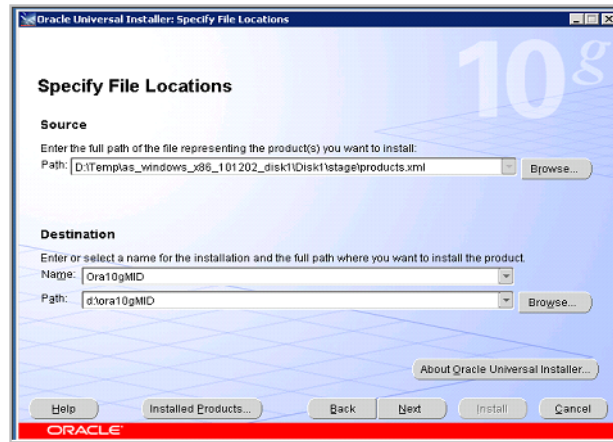 Oracle Universal Installer: Specify File Locations
10g
Specify File Locations
Source
Enter the full path of the file representing the product(s) you want to install:
Path: D:\Temp\as_windows_x86_101202_disk1\Disk1\stage\products.xml Browse...
Destination
Enter or select a name for the installation and the full path where you want to install the product.
Name: Ora10gMID
Path: d:\ora10gMID Browse...
About Oracle Universal Installer...
Help Installed Products... Back Next Install Cancel
ORACLE